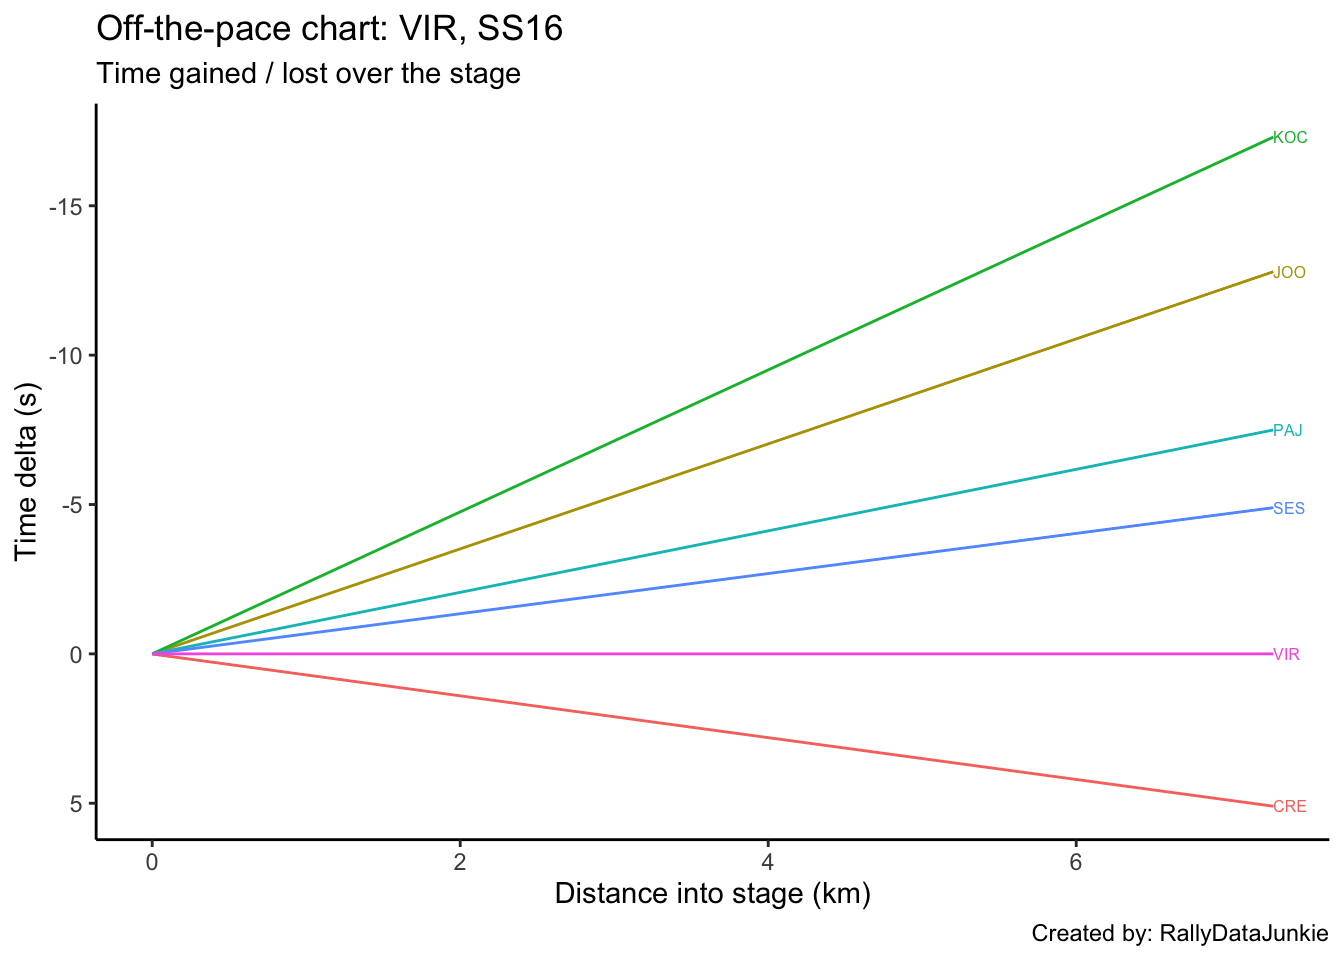 Off-the-pace chart: VIR, SS16
Time gained / lost over the stage
KOC
-15
JOO
-10
PAJ
-5
SES
0
VIR
5
CRE
Time delta (s)
0 2 4 6
Distance into stage (km)
Created by: RallyDataJunkie